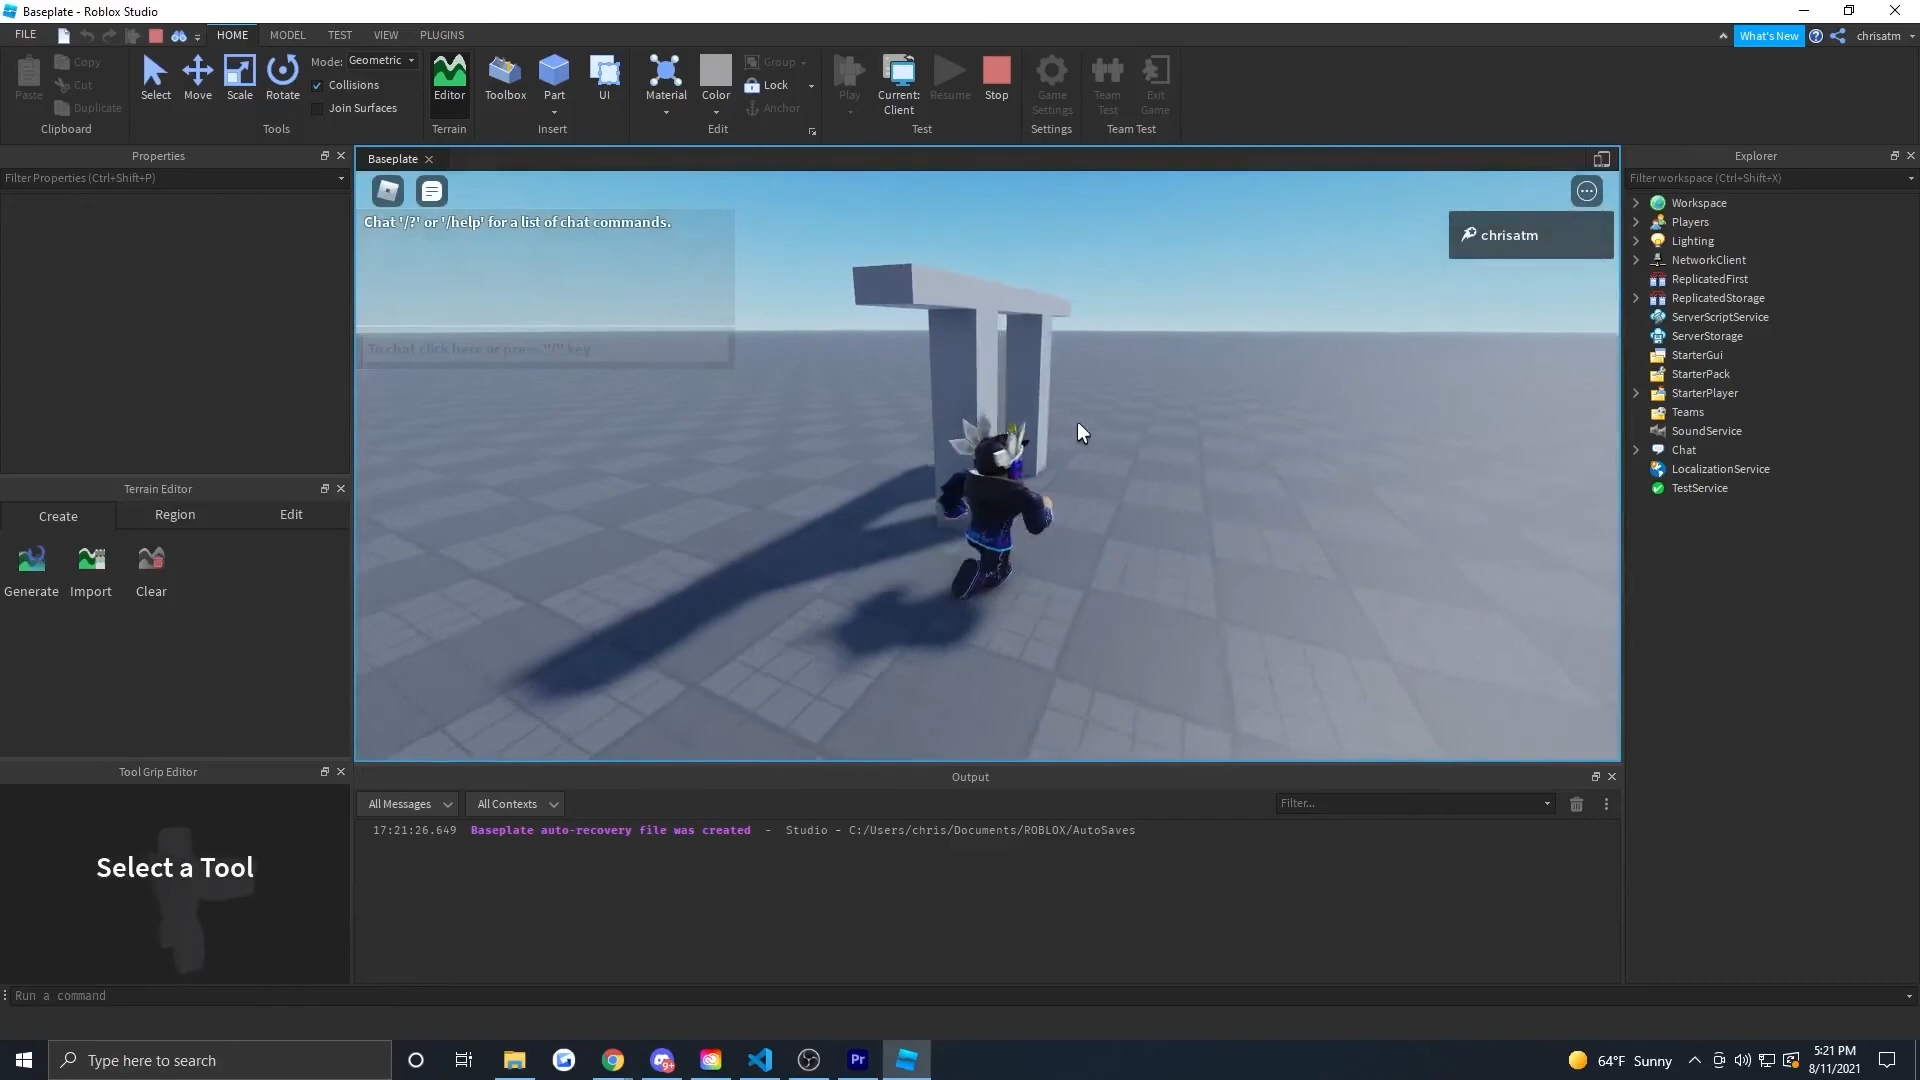 Baseplate - Roblox Studio
FILE
HOME
MODEL
TEST
VIEW
PLUGINS
What's New
chrisatm
Paste
Copy
Cut
Duplicate
Clipboard
Select
Move
Scale
Rotate
Mode: Geometric
Collisions
Join Surfaces
Tools
Editor
Terrain
Toolbox
Part
UI
Insert
Material
Color
Group
Lock
Anchor
Edit
Play
Current:
Client
Resume
Stop
Test
Game
Settings
Settings
Team
Test
Exit
Game
Team Test
Properties
Filter Properties (Ctrl+Shift+P)
Terrain Editor
Create
Region
Edit
Generate
Import
Clear
Tool Grip Editor
Select a Tool
Baseplate
Chat '/?' or '/help' for a list of chat commands.
To chat click here or press "/" key
chrisatm
Explorer
Filter workspace (Ctrl+Shift+X)
Workspace
Players
Lighting
NetworkClient
ReplicatedFirst
ReplicatedStorage
ServerScriptService
ServerStorage
StarterGui
StarterPack
StarterPlayer
Teams
SoundService
Chat
LocalizationService
TestService
Output
All Messages
All Contexts
Filter...
17:21:26.649 Baseplate auto-recovery file was created - Studio - C:/Users/chris/Documents/ROBLOX/AutoSaves
Run a command
Type here to search
9+
Pr
64°F Sunny
5:21 PM
8/11/2021